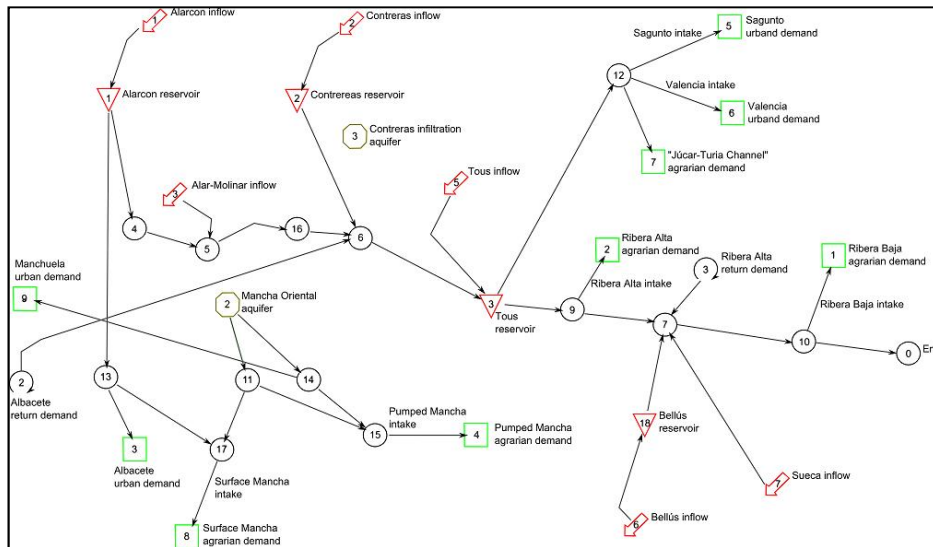 1
Alarcon inflow
2
Contreras inflow
Sagunto intake
5
Sagunto
urband demand
12
Valencia intake
6
Valencia
urband demand
1
Alarcon reservoir
2
Contrereas reservoir
3
Contreras infiltration
aquifer
7
"Júcar-Turia Channel"
agrarian demand
5
Tous inflow
3
Alar-Molinar inflow
4
5
16
6
2
Ribera Alta
agrarian demand
Ribera Alta intake
3
Ribera Alta
return demand
1
Ribera Baja
agrarian demand
Ribera Baja intake
Manchuela
urban demand
9
2
Mancha Oriental
aquifer
3
Tous
reservoir
9
7
10
0
En
2
Albacete
return demand
13
11
14
15
Pumped Mancha
intake
4
Pumped Mancha
agrarian demand
18
Bellús
reservoir
3
Albacete
urban demand
17
Surface Mancha
intake
8
Surface Mancha
agrarian demand
6
Bellús inflow
7
Sueca inflow